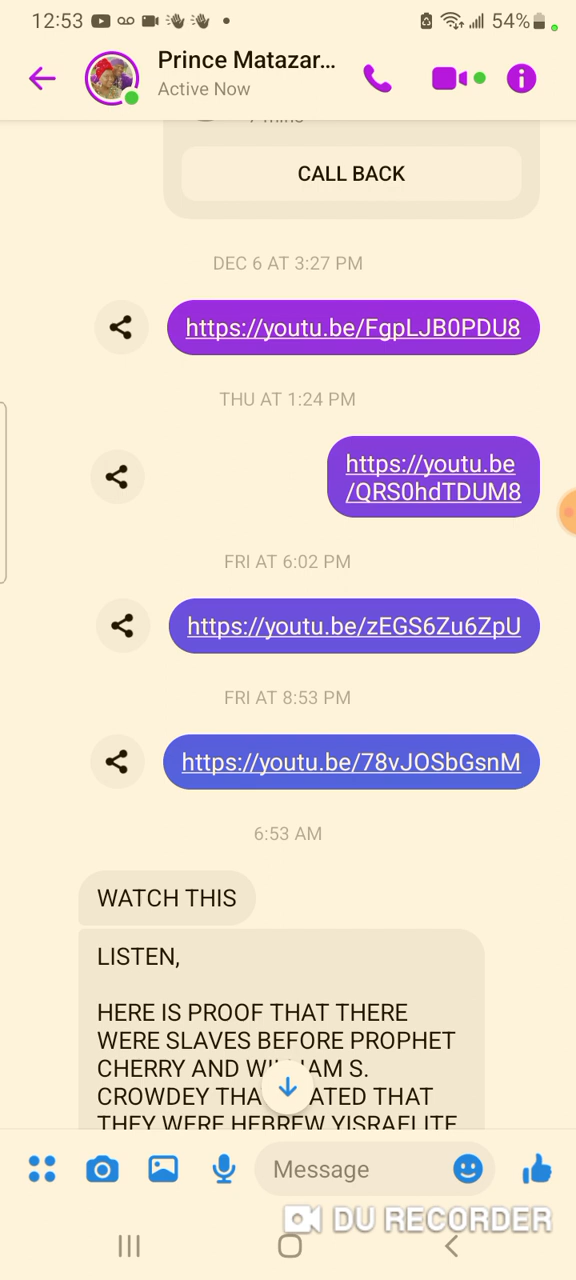 12:53
54%
Prince Matazar...
Active Now
7 mins
CALL BACK
DEC 6 AT 3:27 PM
https://youtu.be/FgpLJB0PDU8
THU AT 1:24 PM
https://youtu.be
/QRS0hdTDUM8
FRI AT 6:02 PM
https://youtu.be/zEGS6Zu6ZpU
FRI AT 8:53 PM
https://youtu.be/78vJOSbGsnM
6:53 AM
WATCH THIS
LISTEN,
HERE IS PROOF THAT THERE
WERE SLAVES BEFORE PROPHET
CHERRY AND S.
CROWDEY THAT
THEY WERE HEBREW YISRAELITE
Message
DU RECORDER